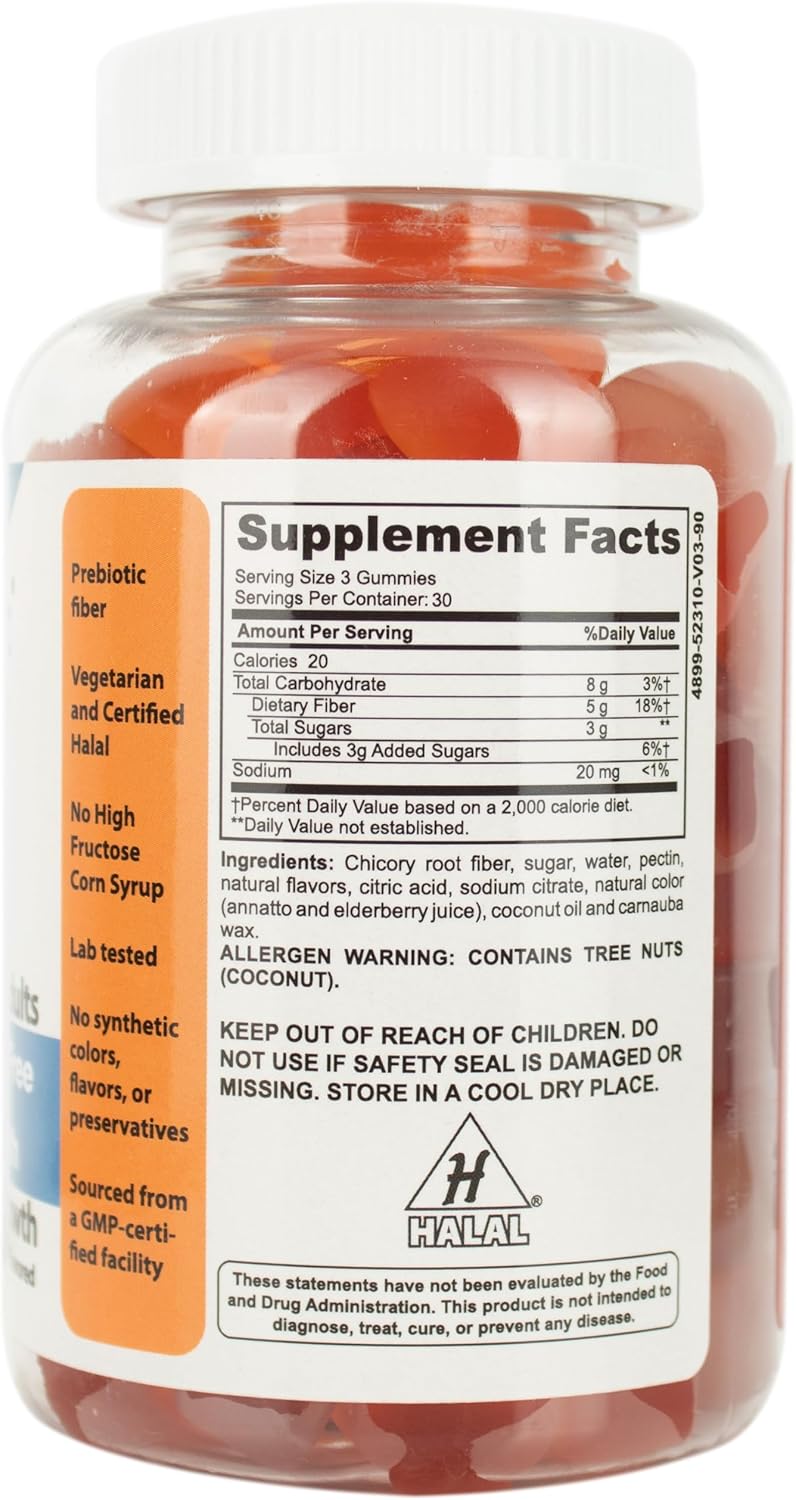 Prebiotic
fiber
Vegetarian
and Certified
Halal
No High
Fructose
Corn Syrup
Lab tested
No synthetic
colors,
flavors, or
preservatives
Sourced from
a GMP-certi-
fied facility
Supplement Facts
Serving Size 3 Gummies
Servings Per Container: 30
Amount Per Serving %Daily Value
Calories 20
Total Carbohydrate 8 g 3%†
Dietary Fiber 5 g 18%†
Total Sugars 3 g **
Includes 3g Added Sugars 6%†
Sodium 20 mg <1%
†Percent Daily Value based on a 2,000 calorie diet.
**Daily Value not established.
4899-52310-V03-90
Ingredients: Chicory root fiber, sugar, water, pectin,
natural flavors, citric acid, sodium citrate, natural color
(annatto and elderberry juice), coconut oil and carnauba
wax.
ALLERGEN WARNING: CONTAINS TREE NUTS
(COCONUT).
KEEP OUT OF REACH OF CHILDREN. DO
NOT USE IF SAFETY SEAL IS DAMAGED OR
MISSING. STORE IN A COOL DRY PLACE.
H
HALAL®
These statements have not been evaluated by the Food
and Drug Administration. This product is not intended to
diagnose, treat, cure, or prevent any disease.